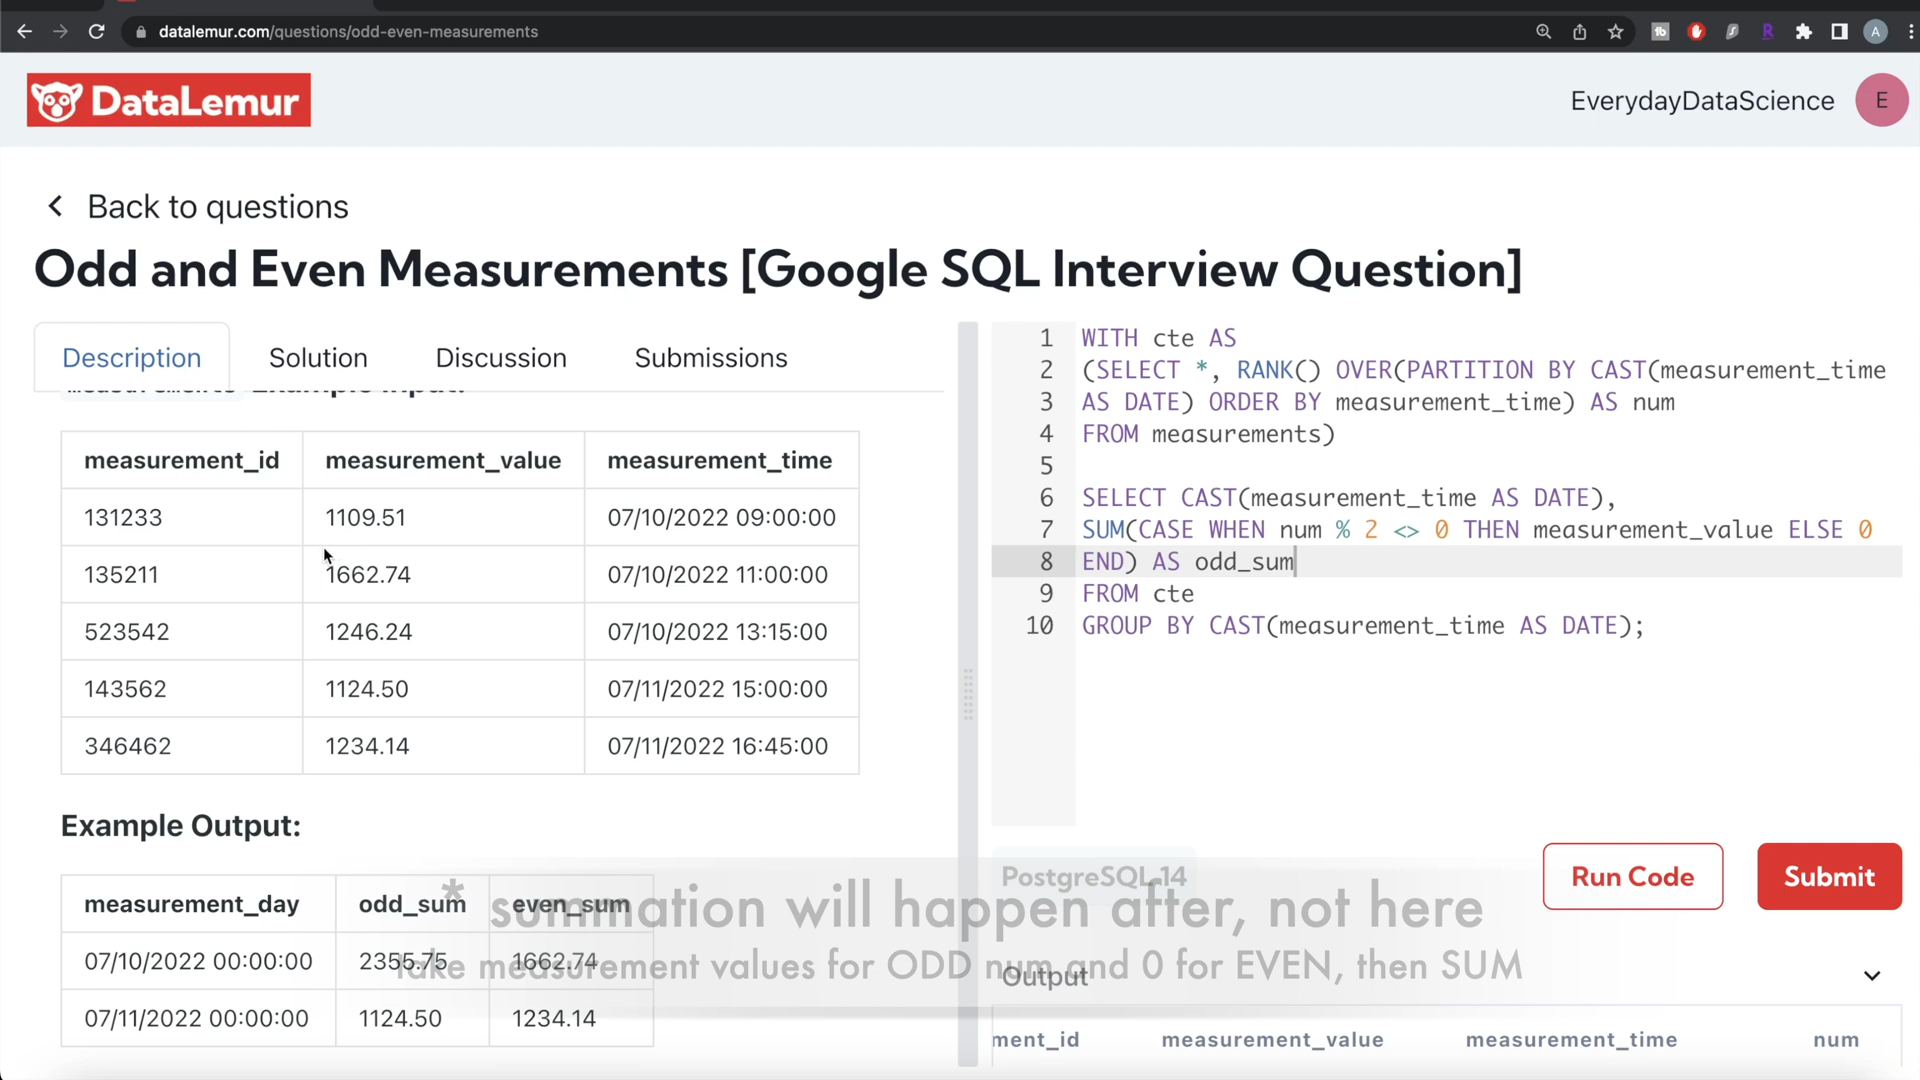 datalemur.com/questions/odd-even-measurements
A
DataLemur
EverydayDataScience
E
Back to questions
Odd and Even Measurements [Google SQL Interview Question]
Description
Solution
Discussion
Submissions
measurements Example Input:
measurement_id measurement_value measurement_time
131233 1109.51 07/10/2022 09:00:00
135211 1662.74 07/10/2022 11:00:00
523542 1246.24 07/10/2022 13:15:00
143562 1124.50 07/11/2022 15:00:00
346462 1234.14 07/11/2022 16:45:00
Example Output:
measurement_day odd_sum even_sum
07/10/2022 00:00:00 2355.75 1662.74
07/11/2022 00:00:00 1124.50 1234.14
1 WITH cte AS
2 (SELECT *, RANK() OVER(PARTITION BY CAST(measurement_time
3 AS DATE) ORDER BY measurement_time) AS num
4 FROM measurements)
5
6 SELECT CAST(measurement_time AS DATE),
7 SUM(CASE WHEN num % 2 <> 0 THEN measurement_value ELSE 0
8 END) AS odd_sum
9 FROM cte
10 GROUP BY CAST(measurement_time AS DATE);
PostgreSQL 14
Run Code
Submit
* summation will happen after, not here
take measurement values for ODD num and 0 for EVEN, then SUM
Output
ment_id measurement_value measurement_time num